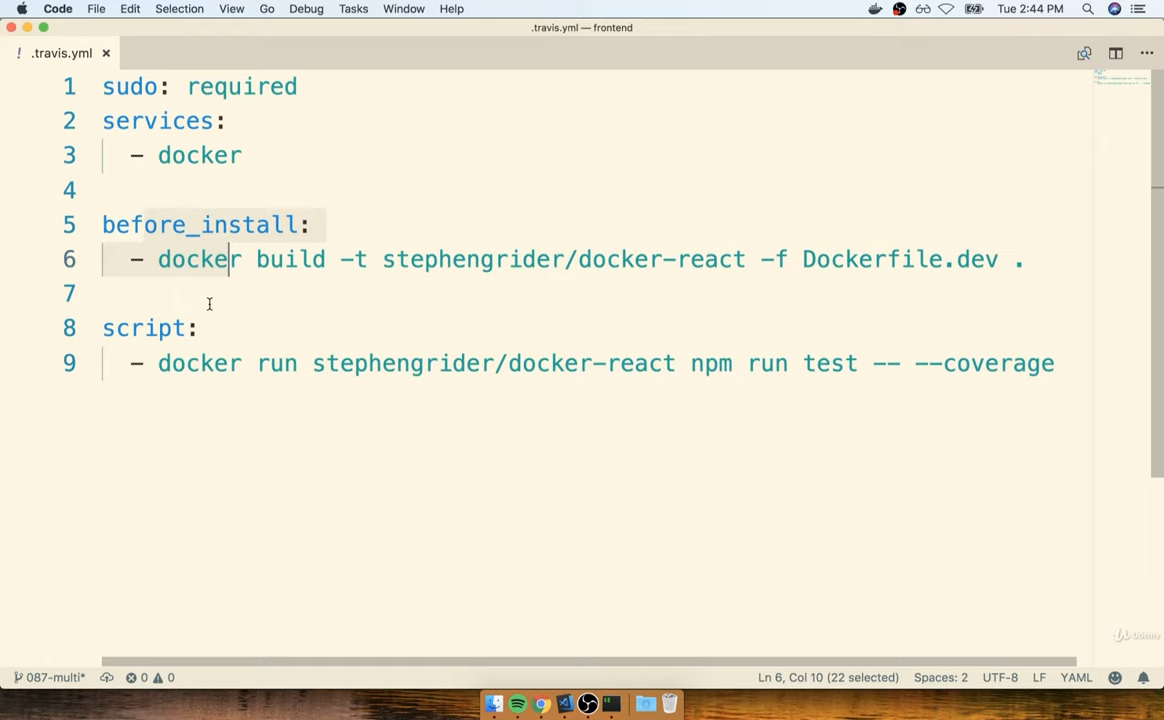 Code File Edit Selection View Go Debug Tasks Window Help Tue 2:44 PM
.travis.yml — frontend
! .travis.yml ×
1 sudo: required
2 services:
3 - docker
4
5 before_install:
6 - docker build -t stephengrider/docker-react -f Dockerfile.dev .
7
8 script:
9 - docker run stephengrider/docker-react npm run test -- --coverage
Udemy
087-multi* 0 0 Ln 6, Col 10 (22 selected) Spaces: 2 UTF-8 LF YAML